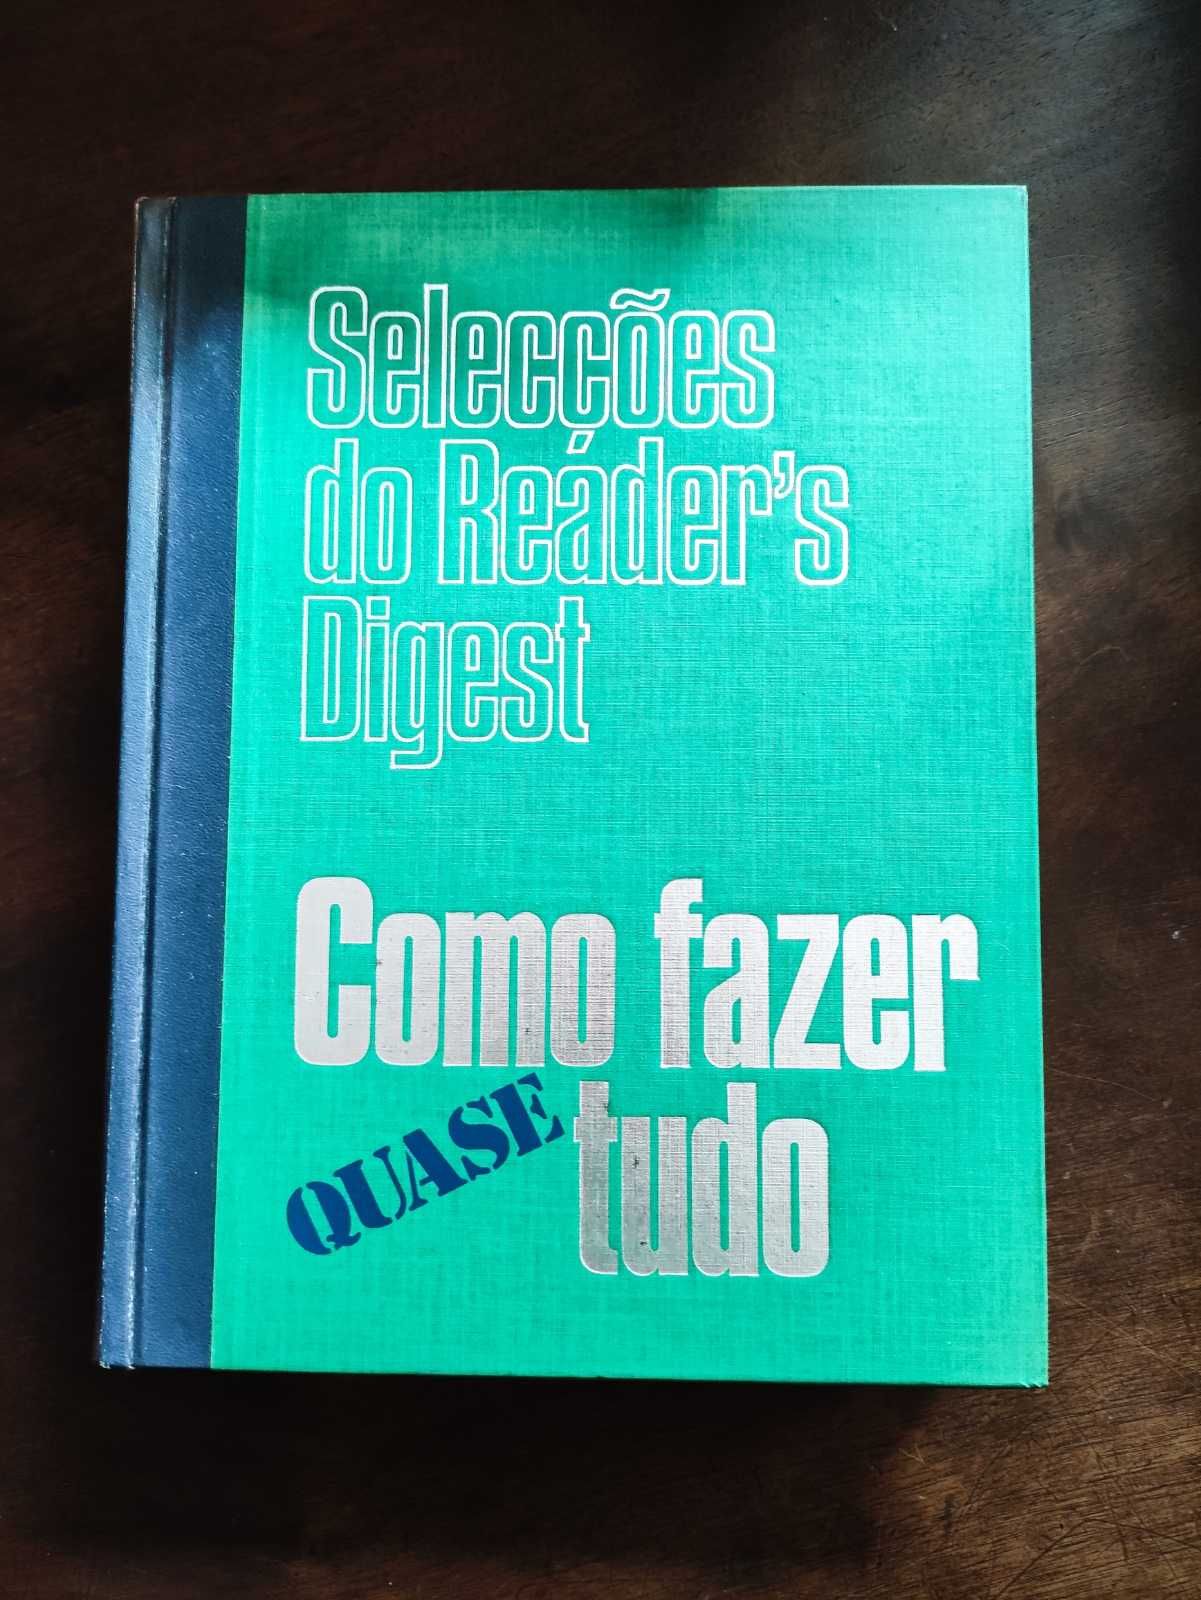 Selecções
do Reáder's
Digest
Como fazer
QUASE tudo